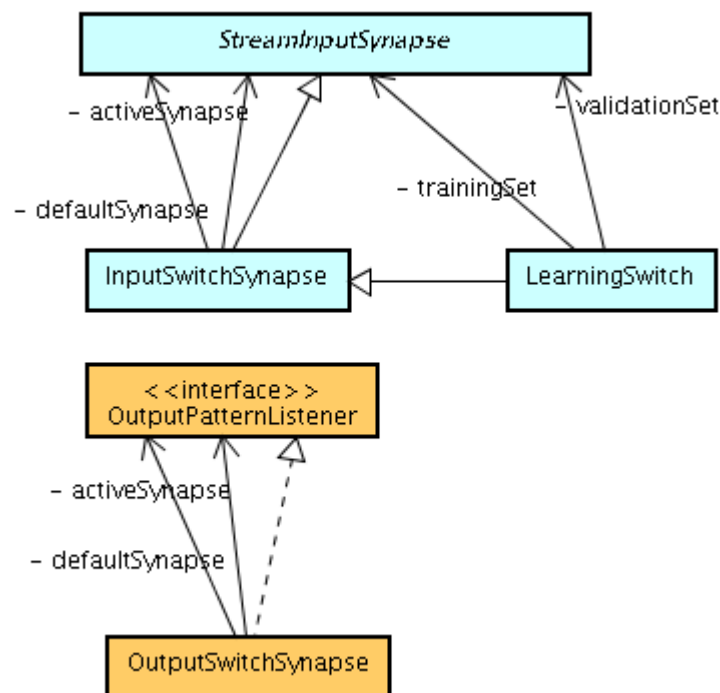 StreamInputSynapse
– activeSynapse
– validationSet
– trainingSet
– defaultSynapse
InputSwitchSynapse
LearningSwitch
<<interface>>
OutputPatternListener
– activeSynapse
– defaultSynapse
OutputSwitchSynapse